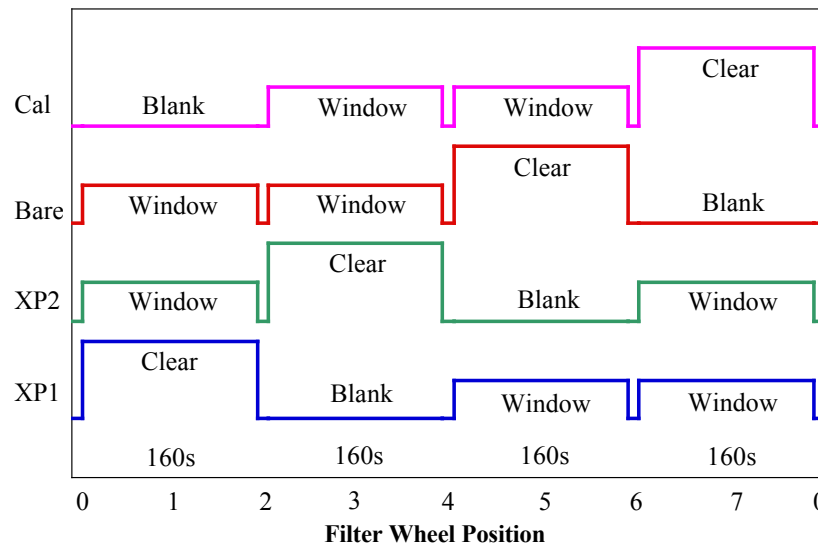 Clear
Cal Blank Window Window
Clear
Bare Window Window Blank
Clear
XP2 Window Blank Window
Clear
XP1 Blank Window Window
160s 160s 160s 160s
0 1 2 3 4 5 6 7 0
Filter Wheel Position